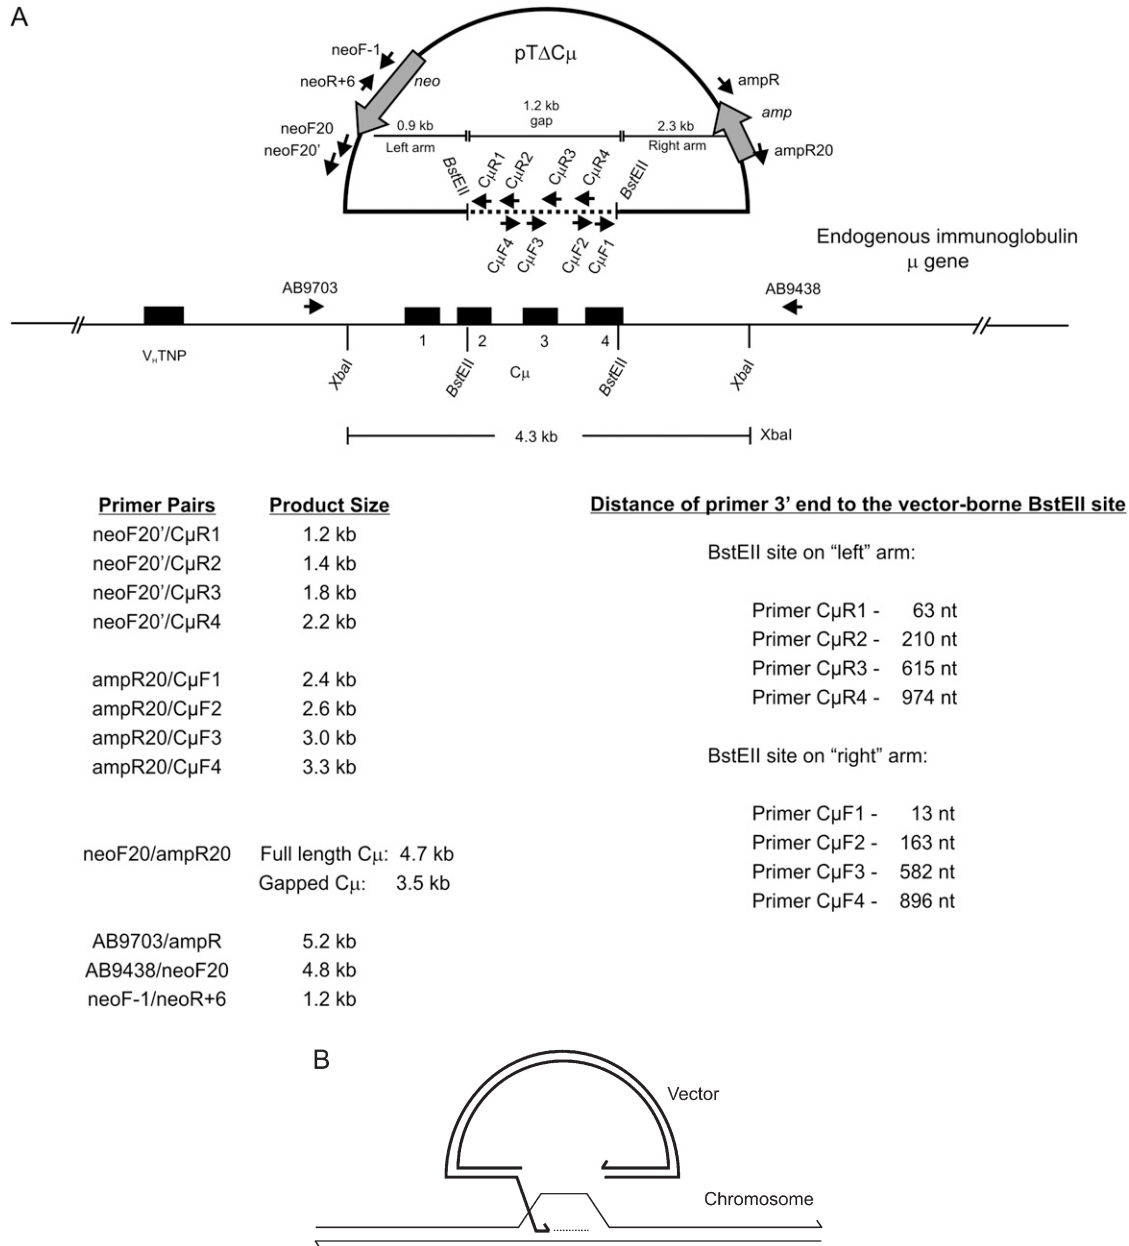 A
pTΔCμ
neoF-1
neoR+6
neo
neoF20
neoF20'
ampR
amp
ampR20
0.9 kb
Left arm
1.2 kb
gap
2.3 kb
Right arm
BstEII
CμR1
CμR2
CμR3
CμR4
BstEII
CμF4
CμF3
CμF2
CμF1
Endogenous immunoglobulin
μ gene
AB9703
AB9438
VHTNP
1
2
3
4
XbaI
BstEII
Cμ
BstEII
XbaI
4.3 kb
XbaI
Primer Pairs Product Size
neoF20'/CμR1 1.2 kb
neoF20'/CμR2 1.4 kb
neoF20'/CμR3 1.8 kb
neoF20'/CμR4 2.2 kb
ampR20/CμF1 2.4 kb
ampR20/CμF2 2.6 kb
ampR20/CμF3 3.0 kb
ampR20/CμF4 3.3 kb
neoF20/ampR20 Full length Cμ: 4.7 kb
Gapped Cμ: 3.5 kb
AB9703/ampR 5.2 kb
AB9438/neoF20 4.8 kb
neoF-1/neoR+6 1.2 kb
Distance of primer 3' end to the vector-borne BstEII site
BstEII site on “left” arm:
Primer CμR1 - 63 nt
Primer CμR2 - 210 nt
Primer CμR3 - 615 nt
Primer CμR4 - 974 nt
BstEII site on “right” arm:
Primer CμF1 - 13 nt
Primer CμF2 - 163 nt
Primer CμF3 - 582 nt
Primer CμF4 - 896 nt
B
Vector
Chromosome